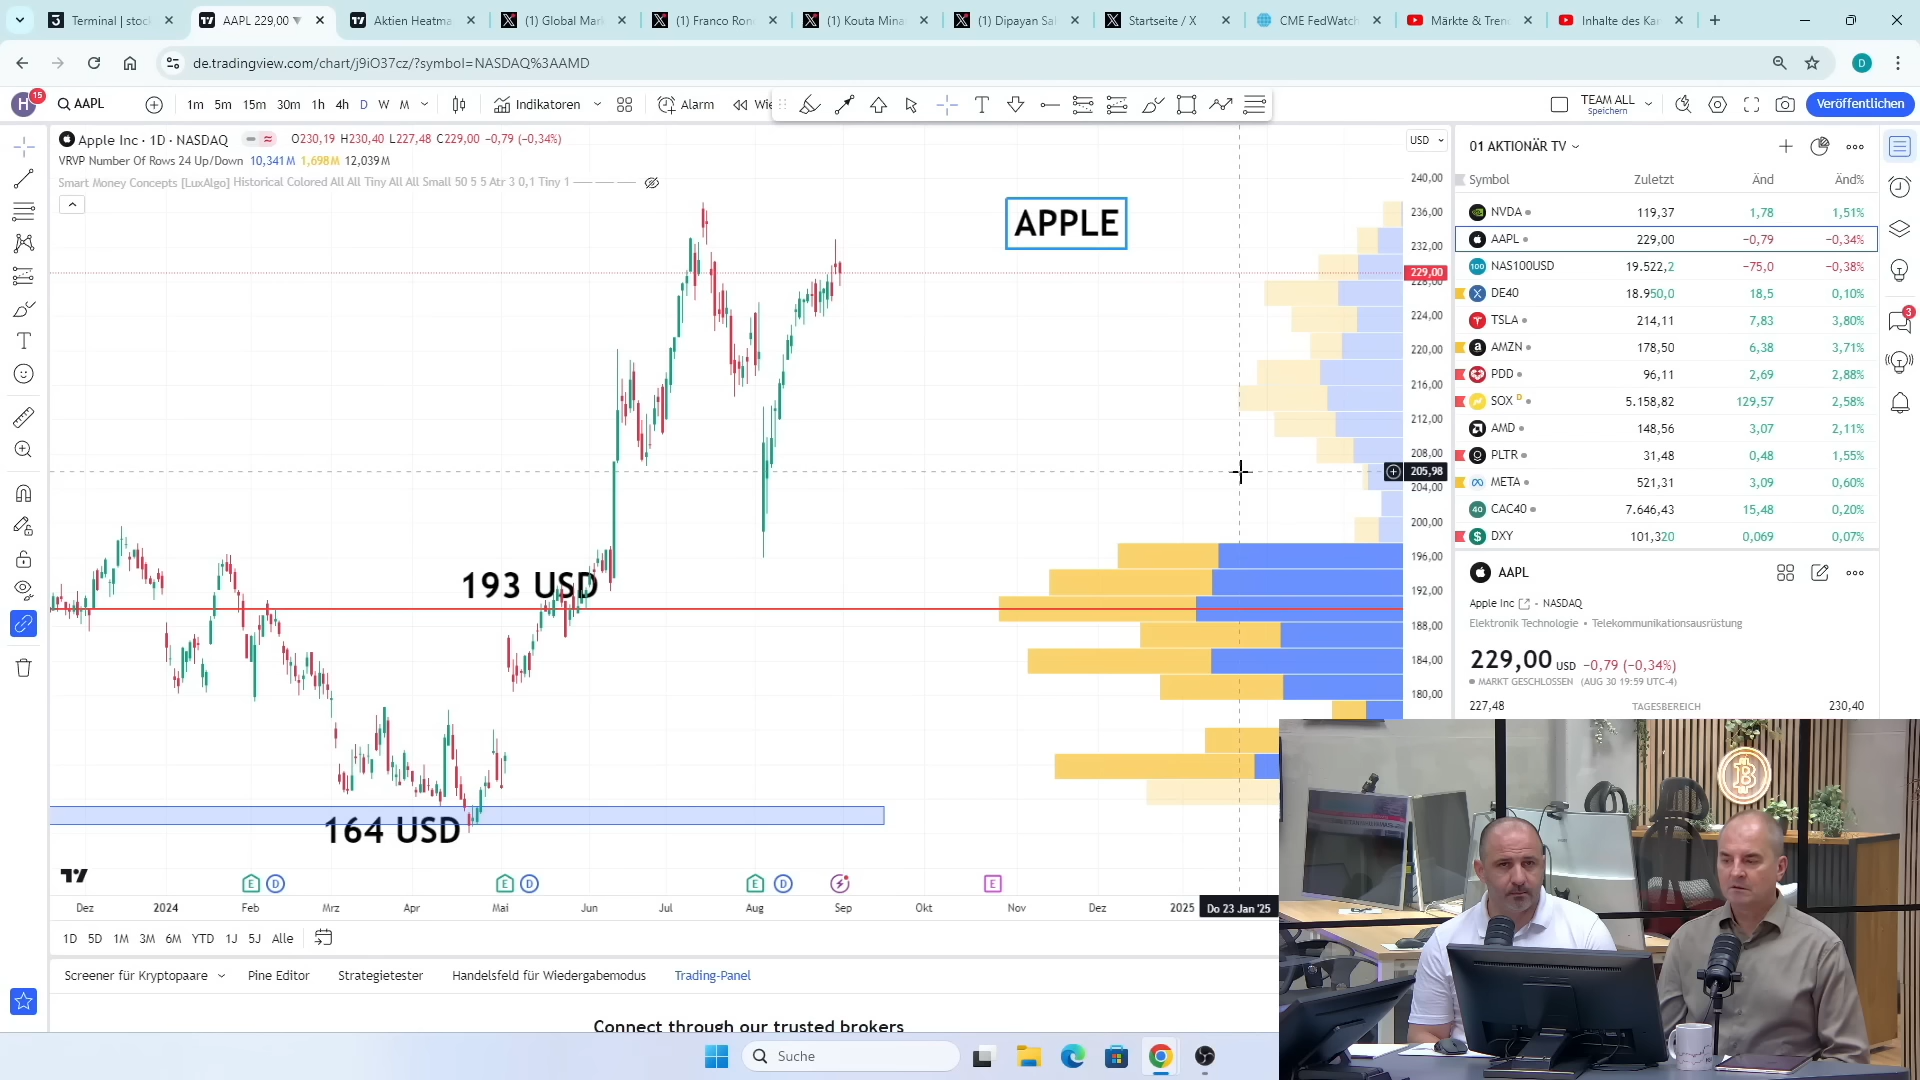 Terminal | stoc
AAPL 229,00
Aktien Heatma
(1) Global Mar
(1) Franco Ron
(1) Kouta Mina
(1) Dipayan Sa
Startseite / X
CME FedWatch
Märkte & Tren
Inhalte des Ka
de.tradingview.com/chart/j9iO37cz/?symbol=NASDAQ%3AAMD
D
H
15
AAPL
1m 5m 15m 30m 1h 4h D W M
Indikatoren
Alarm
Wie
TEAM ALL
Speichern
Veröffentlichen
Apple Inc · 1D · NASDAQ
O230,19 H230,40 L227,48 C229,00 −0,79 (−0,34%)
VRVP Number Of Rows 24 Up/Down 10,341M 1,698M 12,039M
Smart Money Concepts [LuxAlgo] Historical Colored All All Tiny All All Small 50 5 5 Atr 3 0,1 Tiny 1
APPLE
193 USD
164 USD
USD
240,00
236,00
232,00
229,00
228,00
224,00
220,00
216,00
212,00
208,00
205,98
204,00
200,00
196,00
192,00
188,00
184,00
180,00
E D E D E D E
Dez 2024 Feb Mrz Apr Mai Jun Jul Aug Sep Okt Nov Dez 2025 Do 23 Jan '25
1D 5D 1M 3M 6M YTD 1J 5J Alle
Screener für Kryptopaare Pine Editor Strategietester Handelsfeld für Wiedergabemodus Trading-Panel
Connect through our trusted brokers
Suche
01 AKTIONÄR TV
Symbol Zuletzt Änd Änd%
NVDA 119,37 1,78 1,51%
AAPL 229,00 −0,79 −0,34%
100 NAS100USD 19.522,2 −75,0 −0,38%
DE40 18.950,0 18,5 0,10%
TSLA 214,11 7,83 3,80%
AMZN 178,50 6,38 3,71%
PDD 96,11 2,69 2,88%
SOX D 5.158,82 129,57 2,58%
AMD 148,56 3,07 2,11%
PLTR 31,48 0,48 1,55%
META 521,31 3,09 0,60%
40 CAC40 7.646,43 15,48 0,20%
DXY 101,320 0,069 0,07%
3
AAPL
Apple Inc · NASDAQ
Elektronik Technologie • Telekommunikationsausrüstung
229,00 USD −0,79 (−0,34%)
MARKT GESCHLOSSEN (AUG 30 19:59 UTC-4)
227,48 TAGESBEREICH 230,40